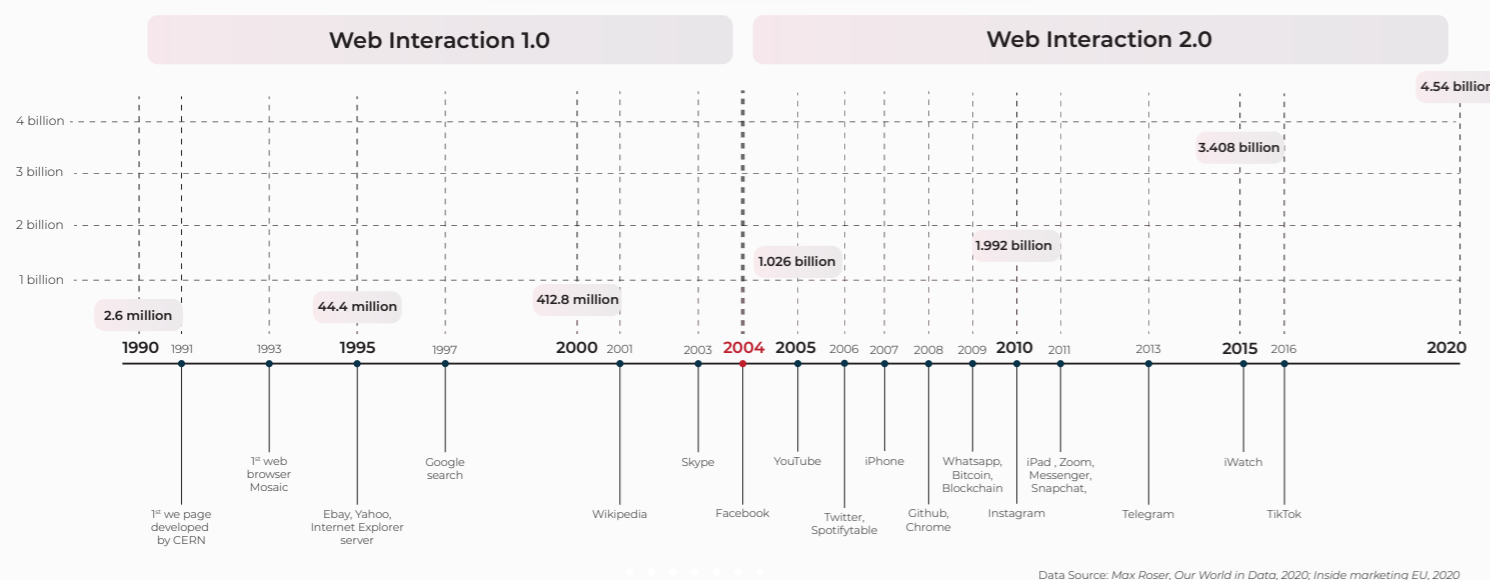 Web Interaction 1.0
Web Interaction 2.0
4.54 billion
4 billion
3.408 billion
3 billion
2 billion
1.992 billion
1.026 billion
1 billion
412.8 million
44.4 million
2.6 million
1990 1991 1993 1995 1997 2000 2001 2003 2004 2005 2006 2007 2008 2009 2010 2011 2013 2015 2016 2020
1st we page
developed
by CERN
1st web
browser
Mosaic
Ebay, Yahoo,
Internet Explorer
server
Google
search
Wikipedia
Skype
Facebook
YouTube
Twitter,
Spotifytable
iPhone
Github,
Chrome
Whatsapp,
Bitcoin,
Blockchain
Instagram
iPad , Zoom,
Messenger,
Snapchat,
Telegram
iWatch
TikTok
Data Source: Max Roser, Our World in Data, 2020; Inside marketing EU, 2020